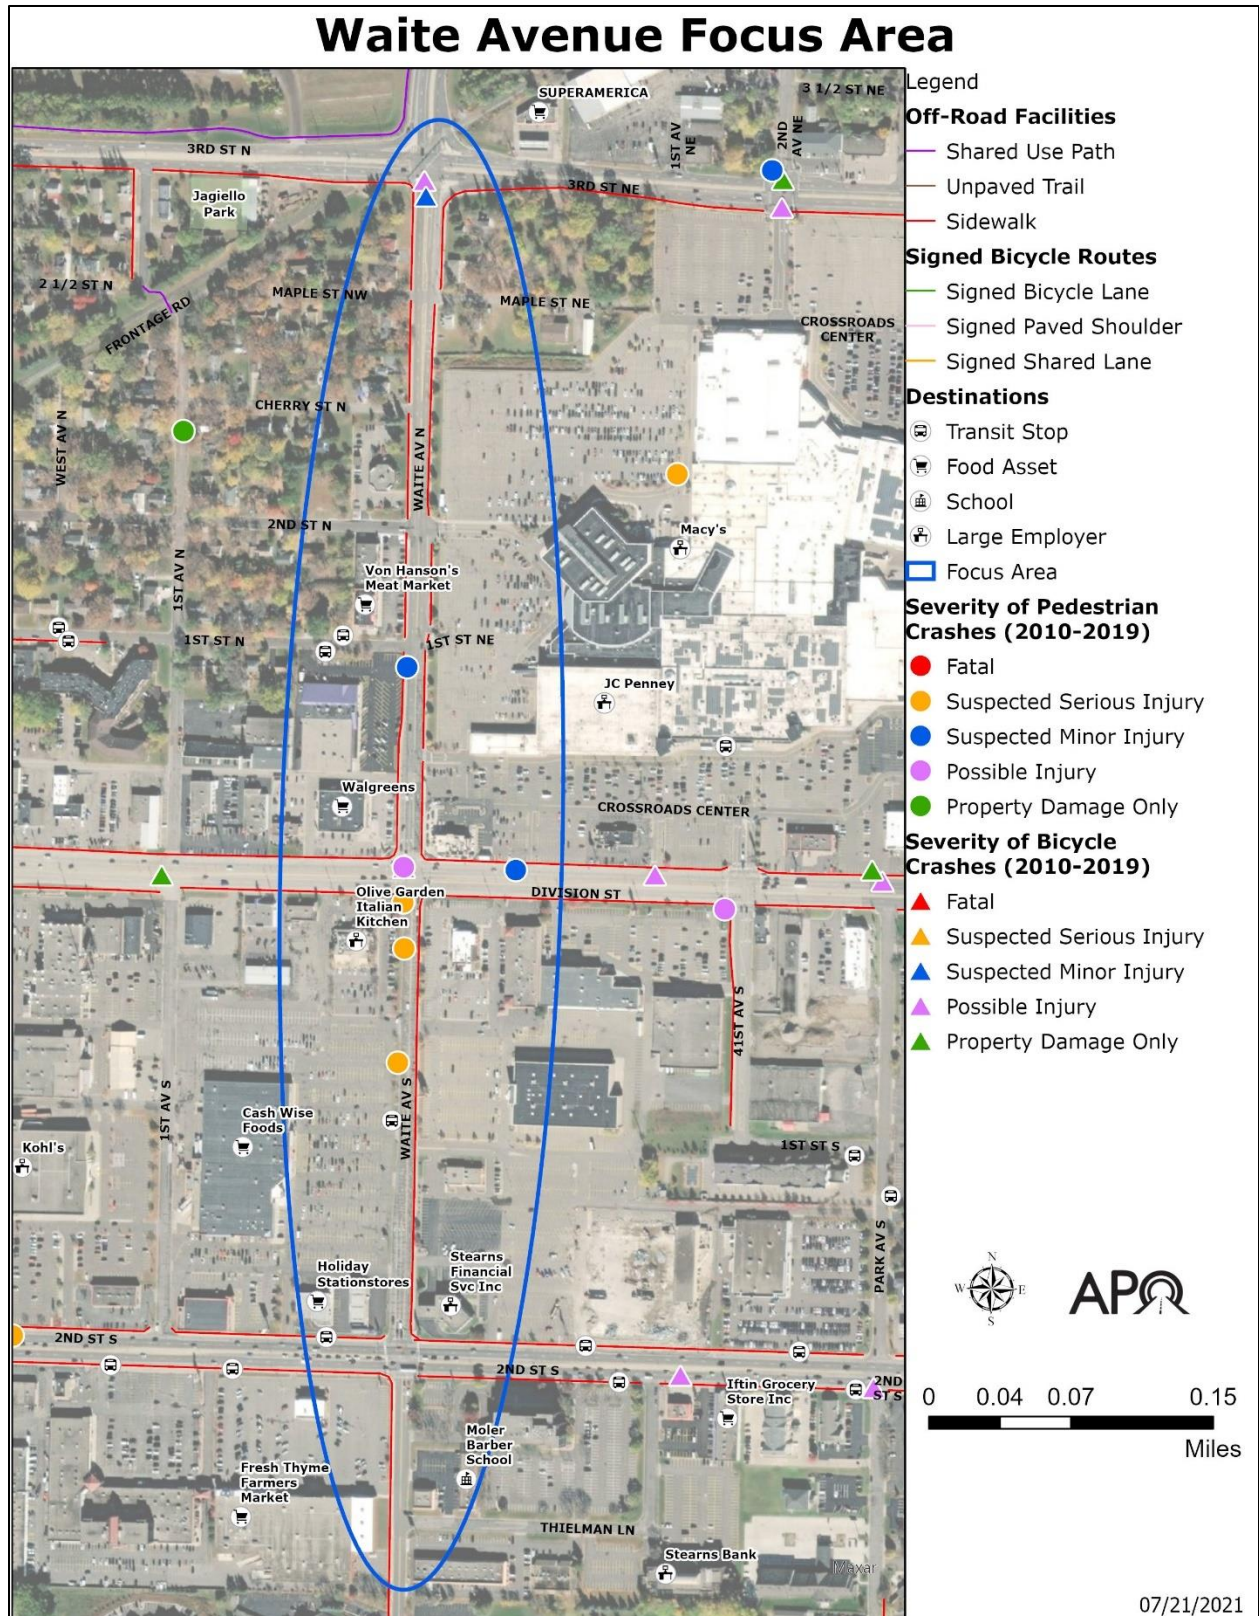 Waite Avenue Focus Area
SUPERAMERICA
3 1/2 ST NE
1ST AV
NE
2ND
AV NE
3RD ST N
3RD ST NE
Jagiello
Park
2 1/2 ST N
FRONTAGE RD
MAPLE ST NW
MAPLE ST NE
CROSSROADS
CENTER
CHERRY ST N
WEST AV N
WAITE AV N
2ND ST N
Macy's
1ST AV N
Von Hanson's
Meat Market
1ST ST N
1ST ST NE
JC Penney
Walgreens
CROSSROADS CENTER
DIVISION ST
Olive Garden
Italian
Kitchen
41ST AV S
1ST AV S
WAITE AV S
Cash Wise
Foods
Kohl's
1ST ST S
PARK AV S
Holiday
Stationstores
Stearns
Financial
Svc Inc
2ND ST S
2ND ST S
2ND
ST S
Iftin Grocery
Store Inc
Moler
Barber
School
Fresh Thyme
Farmers
Market
THIELMAN LN
Stearns Bank
Maxar
Legend
Off-Road Facilities
Shared Use Path
Unpaved Trail
Sidewalk
Signed Bicycle Routes
Signed Bicycle Lane
Signed Paved Shoulder
Signed Shared Lane
Destinations
Transit Stop
Food Asset
School
Large Employer
Focus Area
Severity of Pedestrian
Crashes (2010-2019)
Fatal
Suspected Serious Injury
Suspected Minor Injury
Possible Injury
Property Damage Only
Severity of Bicycle
Crashes (2010-2019)
Fatal
Suspected Serious Injury
Suspected Minor Injury
Possible Injury
Property Damage Only
N
W E
S
APO
0 0.04 0.07 0.15
Miles
07/21/2021